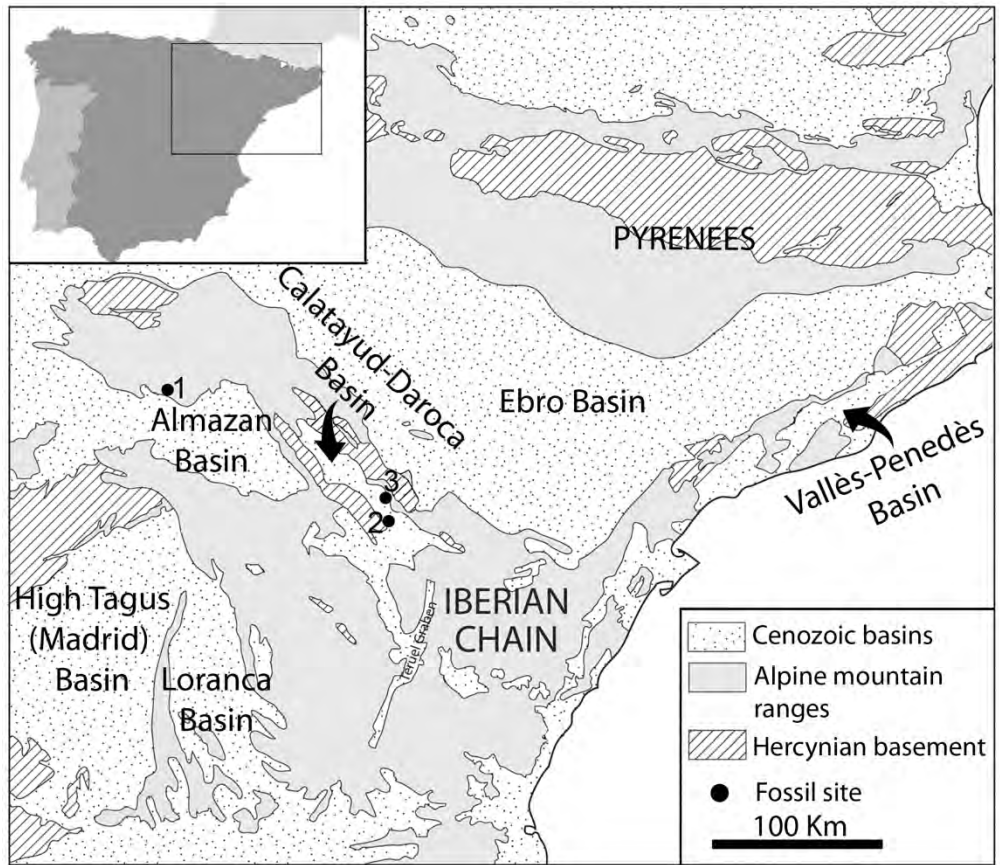 PYRENEES
Calatayud-Daroca
Basin
Ebro Basin
1
Almazan
Basin
Vallès-Penedès
Basin
3
2
High Tagus
(Madrid)
Basin
Loranca
Basin
Teruel Graben
IBERIAN
CHAIN
Cenozoic basins
Alpine mountain
ranges
Hercynian basement
Fossil site
100 Km